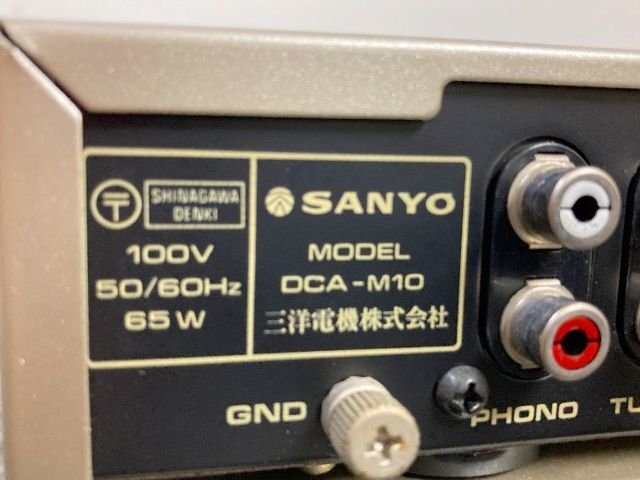 〒 SHINAGAWA
DENKI
100V
50/60Hz
65W
SANYO
MODEL
DCA-M10
三洋電機株式会社
GND
PHONO
TU